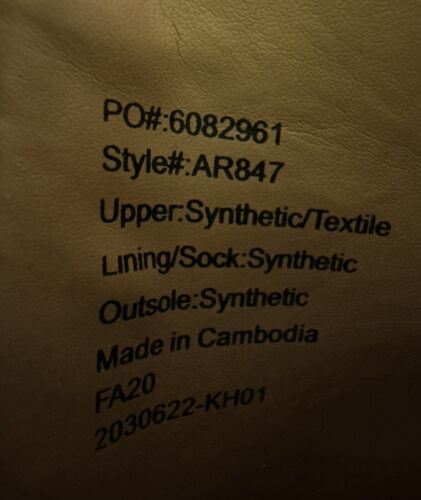 PO#:6082961
Style#:AR847
Upper:Synthetic/Textile
Lining/Sock:Synthetic
Outsole:Synthetic
Made in Cambodia
FA20
2030622-KH01